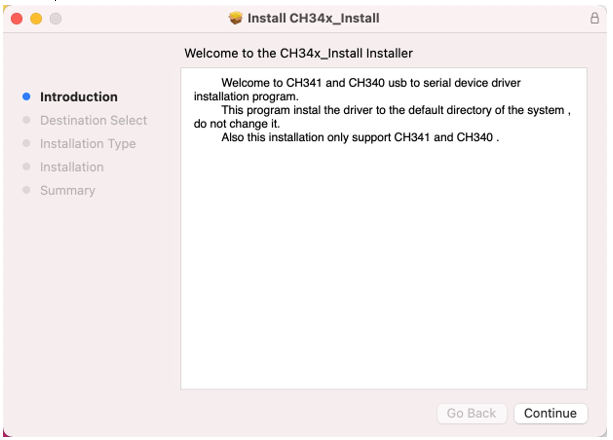 Install CH34x_Install
Welcome to the CH34x_Install Installer
Introduction
Destination Select
Installation Type
Installation
Summary
Welcome to CH341 and CH340 usb to serial device driver
installation program.
This program instal the driver to the default directory of the system ,
do not change it.
Also this installation only support CH341 and CH340 .
Go Back
Continue